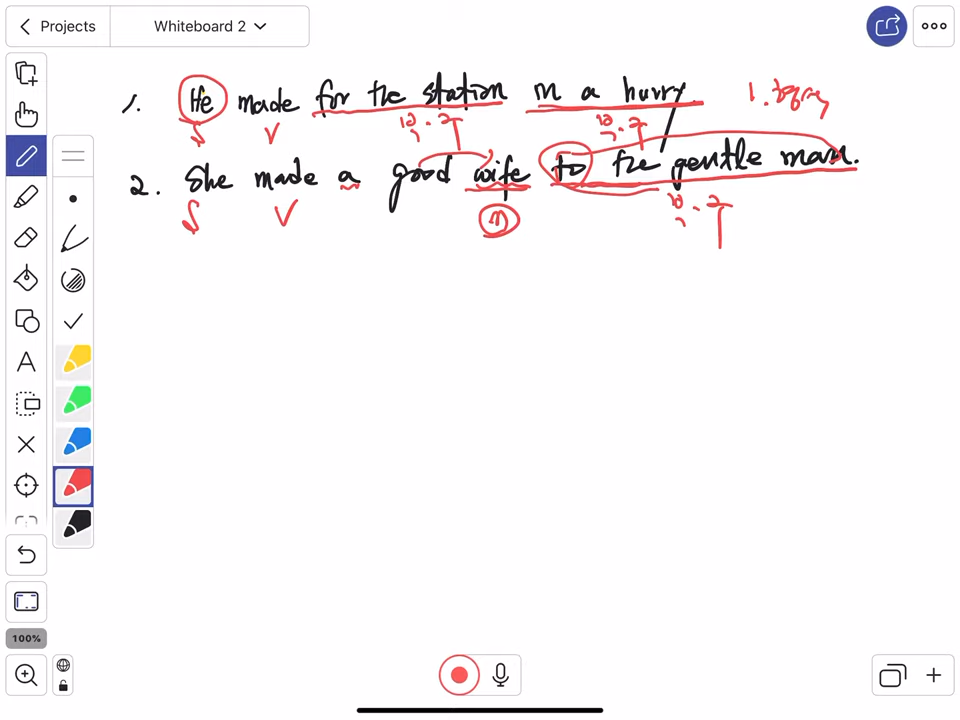 Projects
Whiteboard 2
1. He made for the station in a hurry
1.
S V
2. She made a good wife to the gentle man.
S V n
A
100%